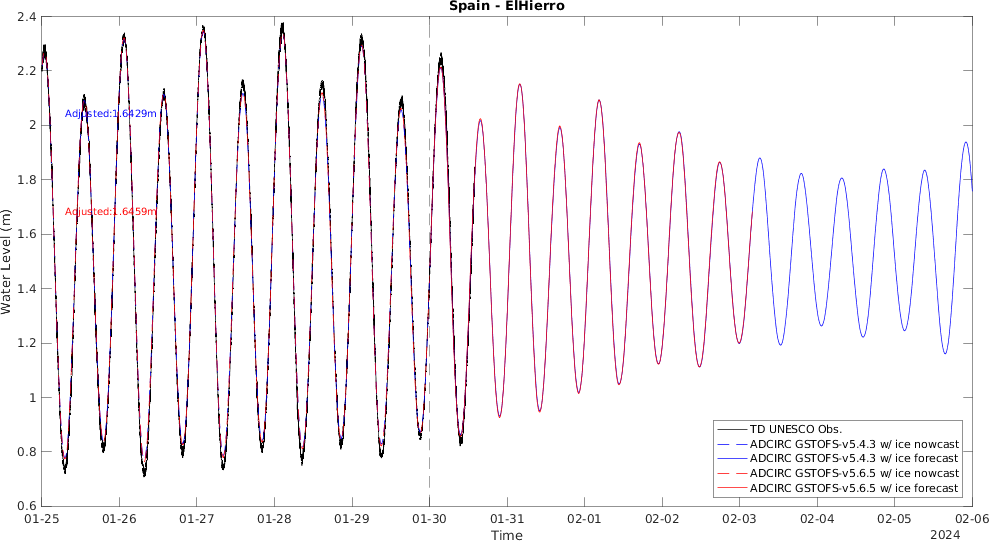 Spain - ElHierro
2.4
2.2
2
1.8
1.6
1.4
1.2
1
0.8
0.6
Water Level (m)
Adjusted:1.6429m
Adjusted:1.6459m
TD UNESCO Obs.
ADCIRC GSTOFS-v5.4.3 w/ ice nowcast
ADCIRC GSTOFS-v5.4.3 w/ ice forecast
ADCIRC GSTOFS-v5.6.5 w/ ice nowcast
ADCIRC GSTOFS-v5.6.5 w/ ice forecast
01-25 01-26 01-27 01-28 01-29 01-30 01-31 02-01 02-02 02-03 02-04 02-05 02-06
Time
2024